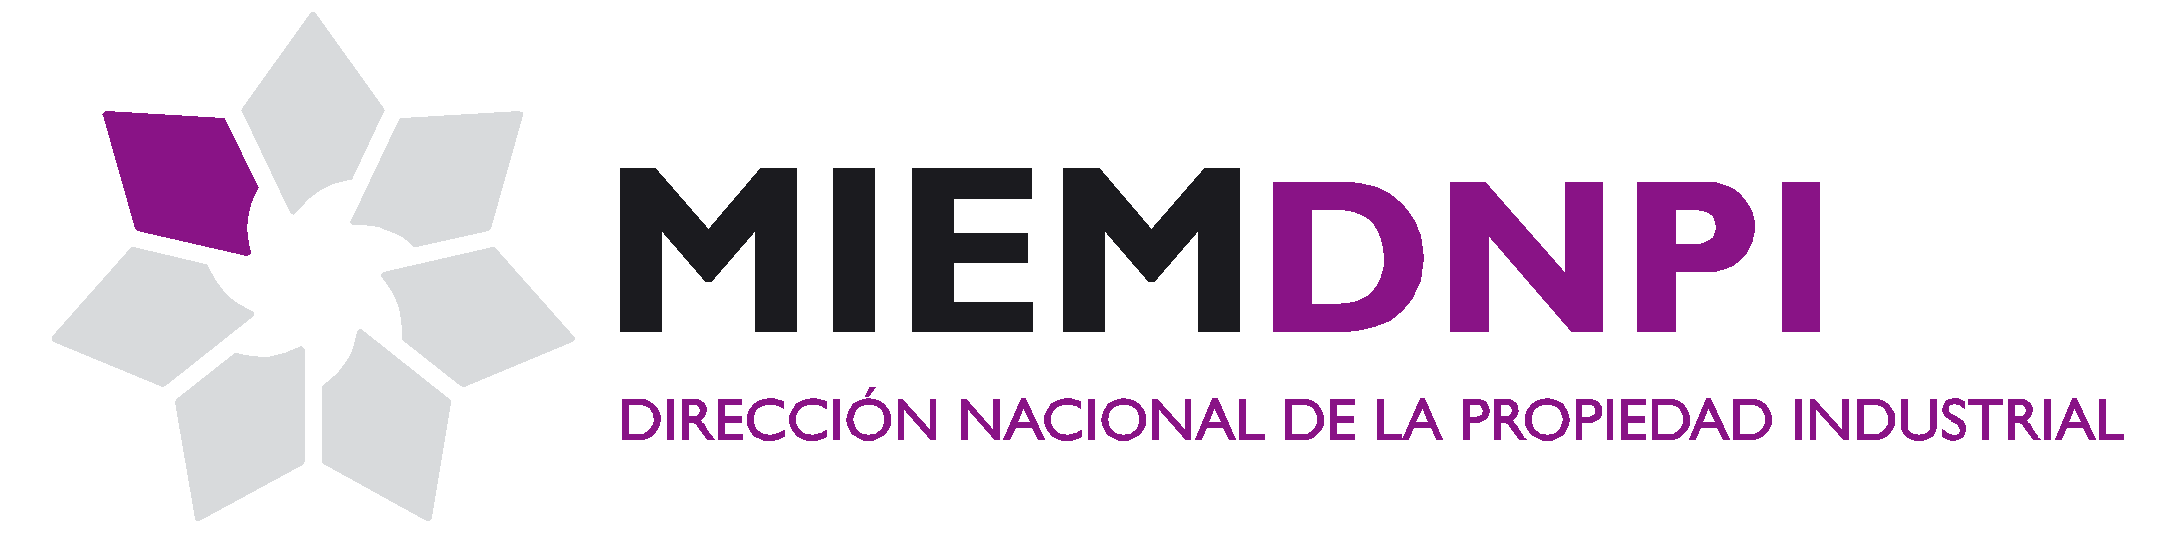 MIEMDNPI
DIRECCIÓN NACIONAL DE LA PROPIEDAD INDUSTRIAL